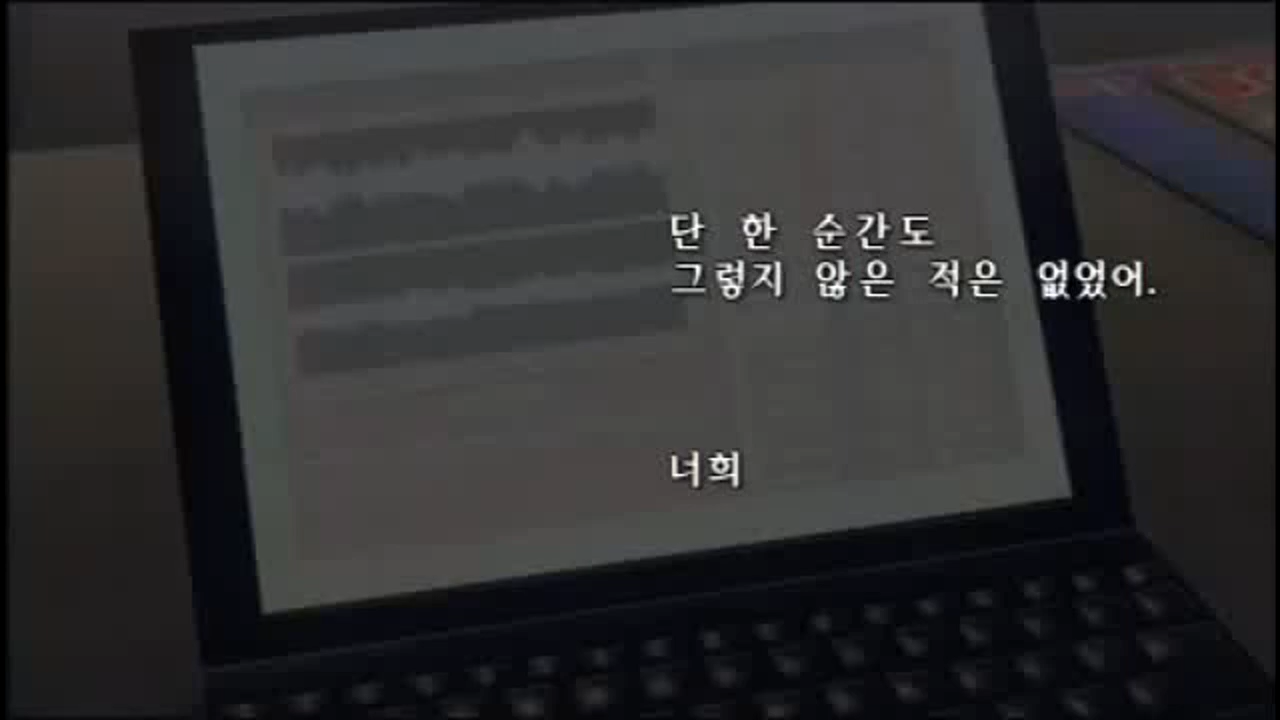 단 한 순간도
그렇지 않은 적은 없었어.
너희